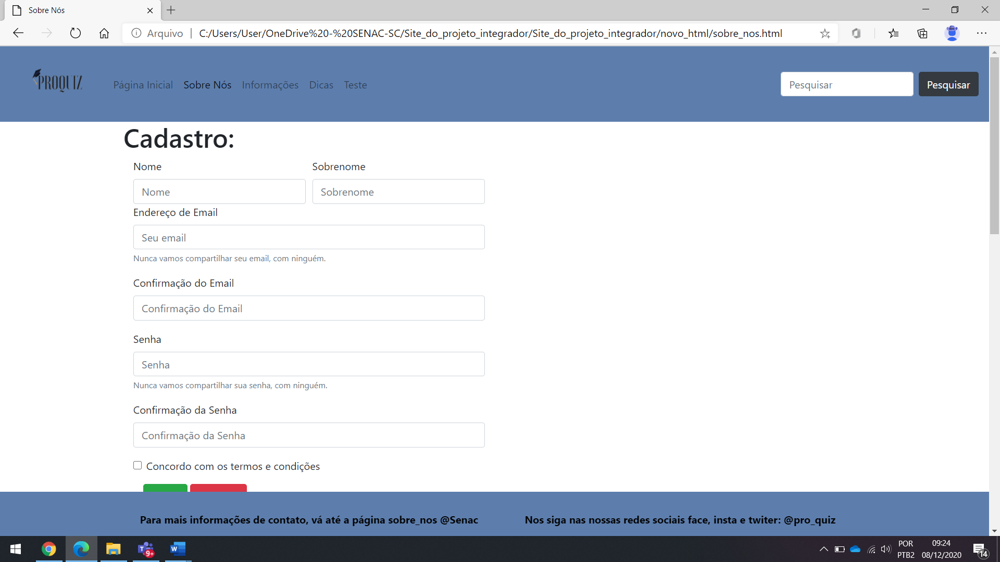 Sobre Nós
Arquivo | C:/Users/User/OneDrive%20-%20SENAC-SC/Site_do_projeto_integrador/Site_do_projeto_integrador/novo_html/sobre_nos.html
PROQUIZ Página Inicial Sobre Nós Informações Dicas Teste Pesquisar Pesquisar
Cadastro:
Nome Sobrenome
Nome Sobrenome
Endereço de Email
Seu email
Nunca vamos compartilhar seu email, com ninguém.
Confirmação do Email
Confirmação do Email
Senha
Senha
Nunca vamos compartilhar sua senha, com ninguém.
Confirmação da Senha
Confirmação da Senha
Concordo com os termos e condições
Para mais informações de contato, vá até a página sobre_nos @Senac Nos siga nas nossas redes sociais face, insta e twiter: @pro_quiz
T 9+ W POR 09:24
PTB2 08/12/2020 14